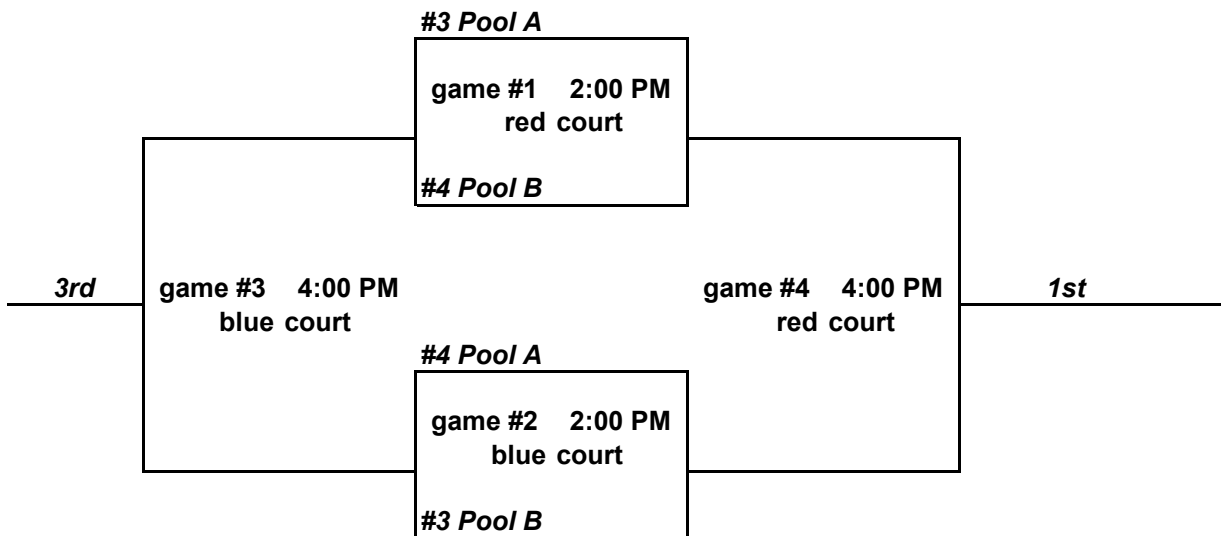 #3 Pool A
game #1 2:00 PM
red court
#4 Pool B
3rd
game #3 4:00 PM
blue court
game #4 4:00 PM
red court
1st
#4 Pool A
game #2 2:00 PM
blue court
#3 Pool B